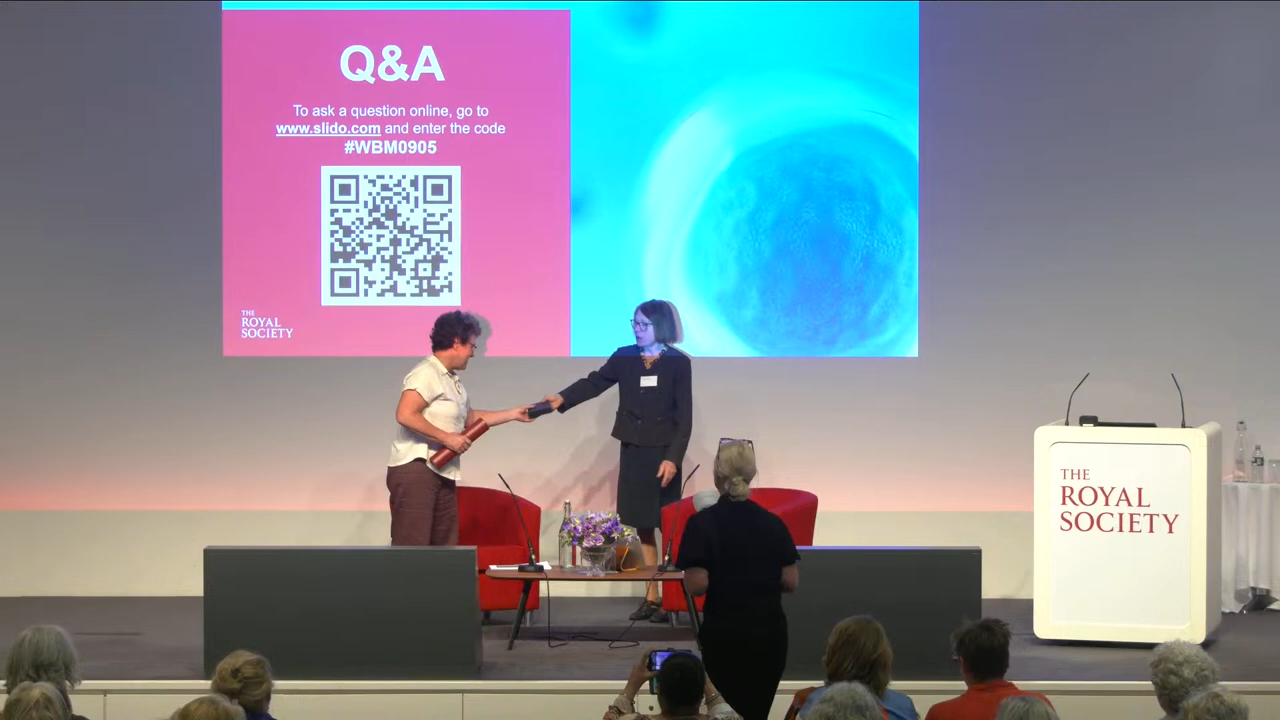 Q&A
To ask a question online, go to
www.slido.com and enter the code
#WBM0905
THE
ROYAL
SOCIETY
THE
ROYAL
SOCIETY